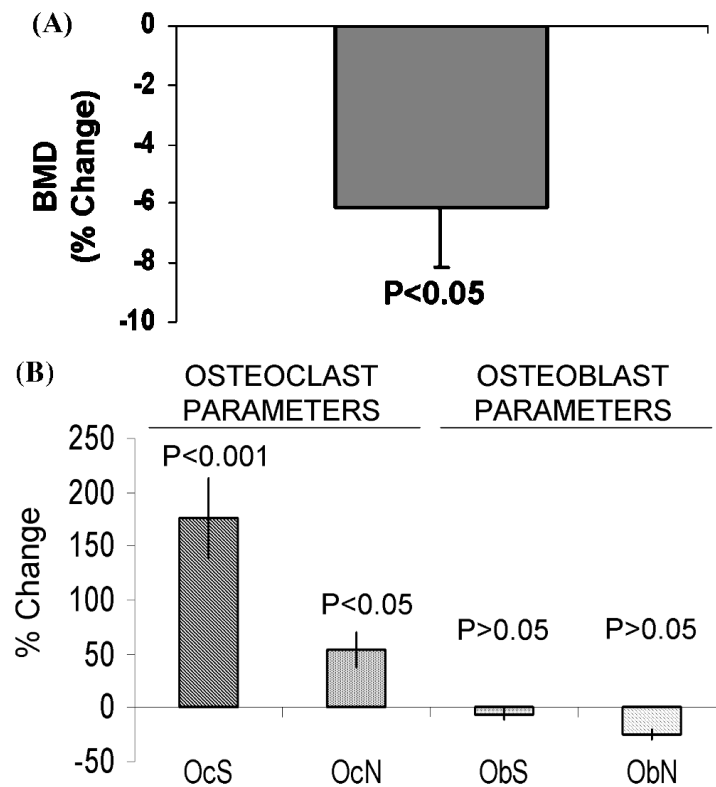 (A)
0
-2
-4
-6
-8
-10
BMD
(% Change)
P<0.05
(B)
OSTEOCLAST
PARAMETERS
OSTEOBLAST
PARAMETERS
250
200
150
100
50
0
-50
% Change
P<0.001
P<0.05
P>0.05
P>0.05
OcS
OcN
ObS
ObN